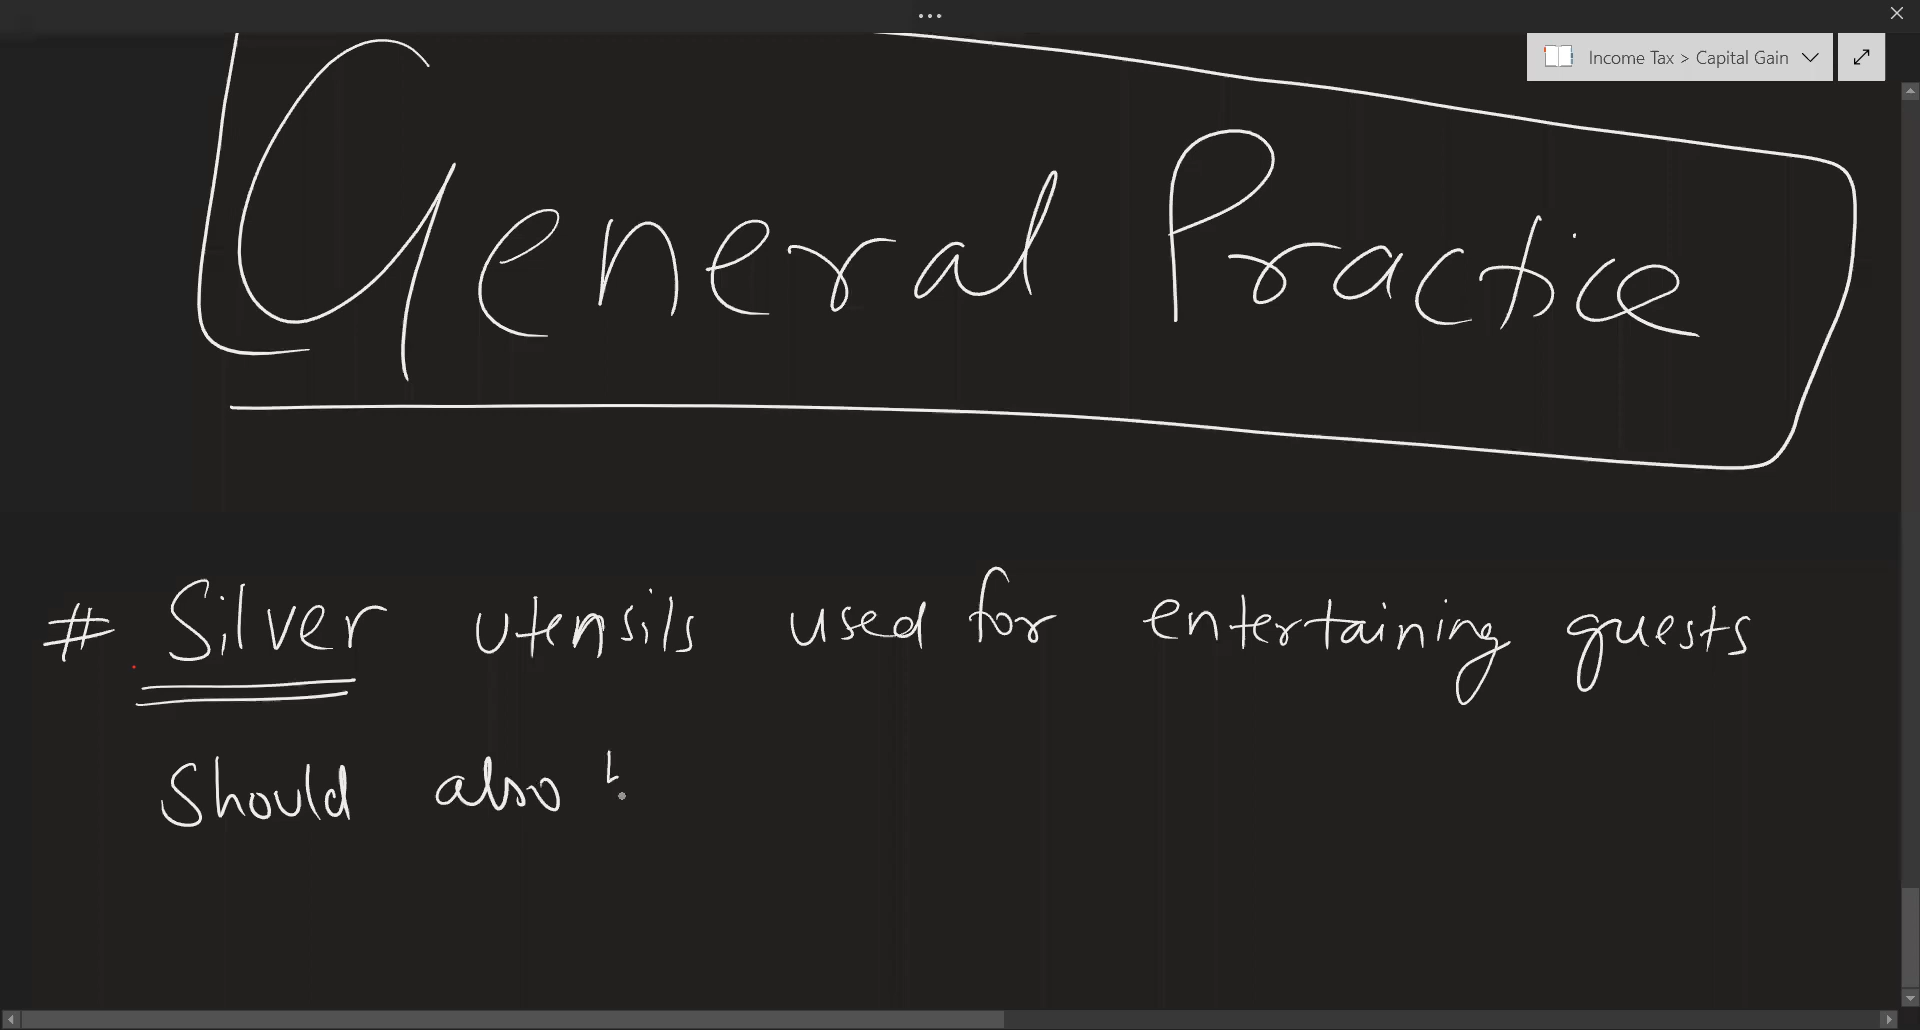 Income Tax > Capital Gain
General Practice
# Silver utensils used for entertaining guests
Should also